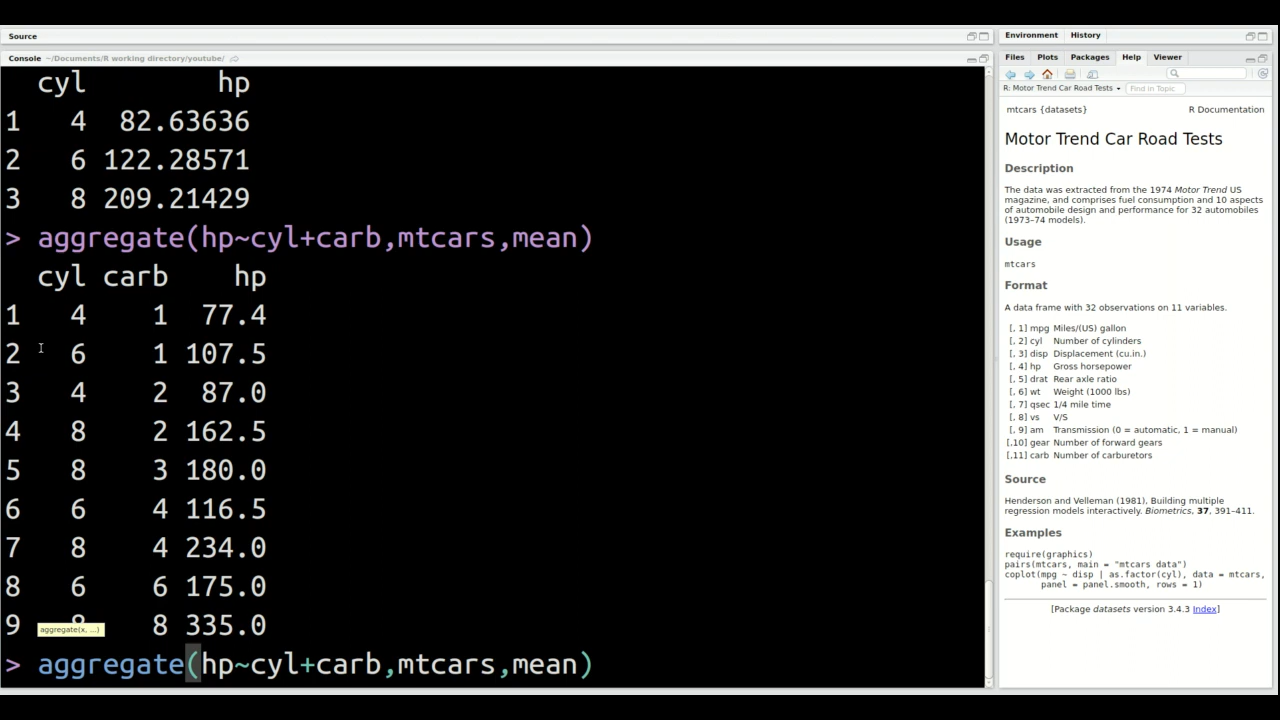 Source
Console ~/Documents/R working directory/youtube/
cyl hp
1 4 82.63636
2 6 122.28571
3 8 209.21429
> aggregate(hp~cyl+carb,mtcars,mean)
cyl carb hp
1 4 1 77.4
2 6 1 107.5
3 4 2 87.0
4 8 2 162.5
5 8 3 180.0
6 6 4 116.5
7 8 4 234.0
8 6 6 175.0
9 8 8 335.0
aggregate(x, ...)
> aggregate(hp~cyl+carb,mtcars,mean)
Environment History
Files Plots Packages Help Viewer
R: Motor Trend Car Road Tests Find in Topic
mtcars {datasets} R Documentation
Motor Trend Car Road Tests
Description
The data was extracted from the 1974 Motor Trend US
magazine, and comprises fuel consumption and 10 aspects
of automobile design and performance for 32 automobiles
(1973–74 models).
Usage
mtcars
Format
A data frame with 32 observations on 11 variables.
[, 1] mpg Miles/(US) gallon
[, 2] cyl Number of cylinders
[, 3] disp Displacement (cu.in.)
[, 4] hp Gross horsepower
[, 5] drat Rear axle ratio
[, 6] wt Weight (1000 lbs)
[, 7] qsec 1/4 mile time
[, 8] vs V/S
[, 9] am Transmission (0 = automatic, 1 = manual)
[,10] gear Number of forward gears
[,11] carb Number of carburetors
Source
Henderson and Velleman (1981), Building multiple
regression models interactively. Biometrics, 37, 391–411.
Examples
require(graphics)
pairs(mtcars, main = "mtcars data")
coplot(mpg ~ disp | as.factor(cyl), data = mtcars,
panel = panel.smooth, rows = 1)
[Package datasets version 3.4.3 Index]